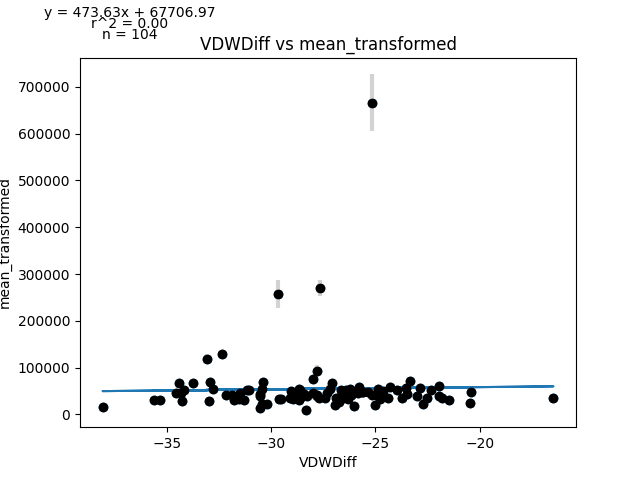 y = 473.63x + 67706.97
r^2 = 0.00
n = 104
VDWDiff vs mean_transformed
700000
600000
500000
400000
300000
200000
100000
0
mean_transformed
−35
−30
−25
−20
VDWDiff